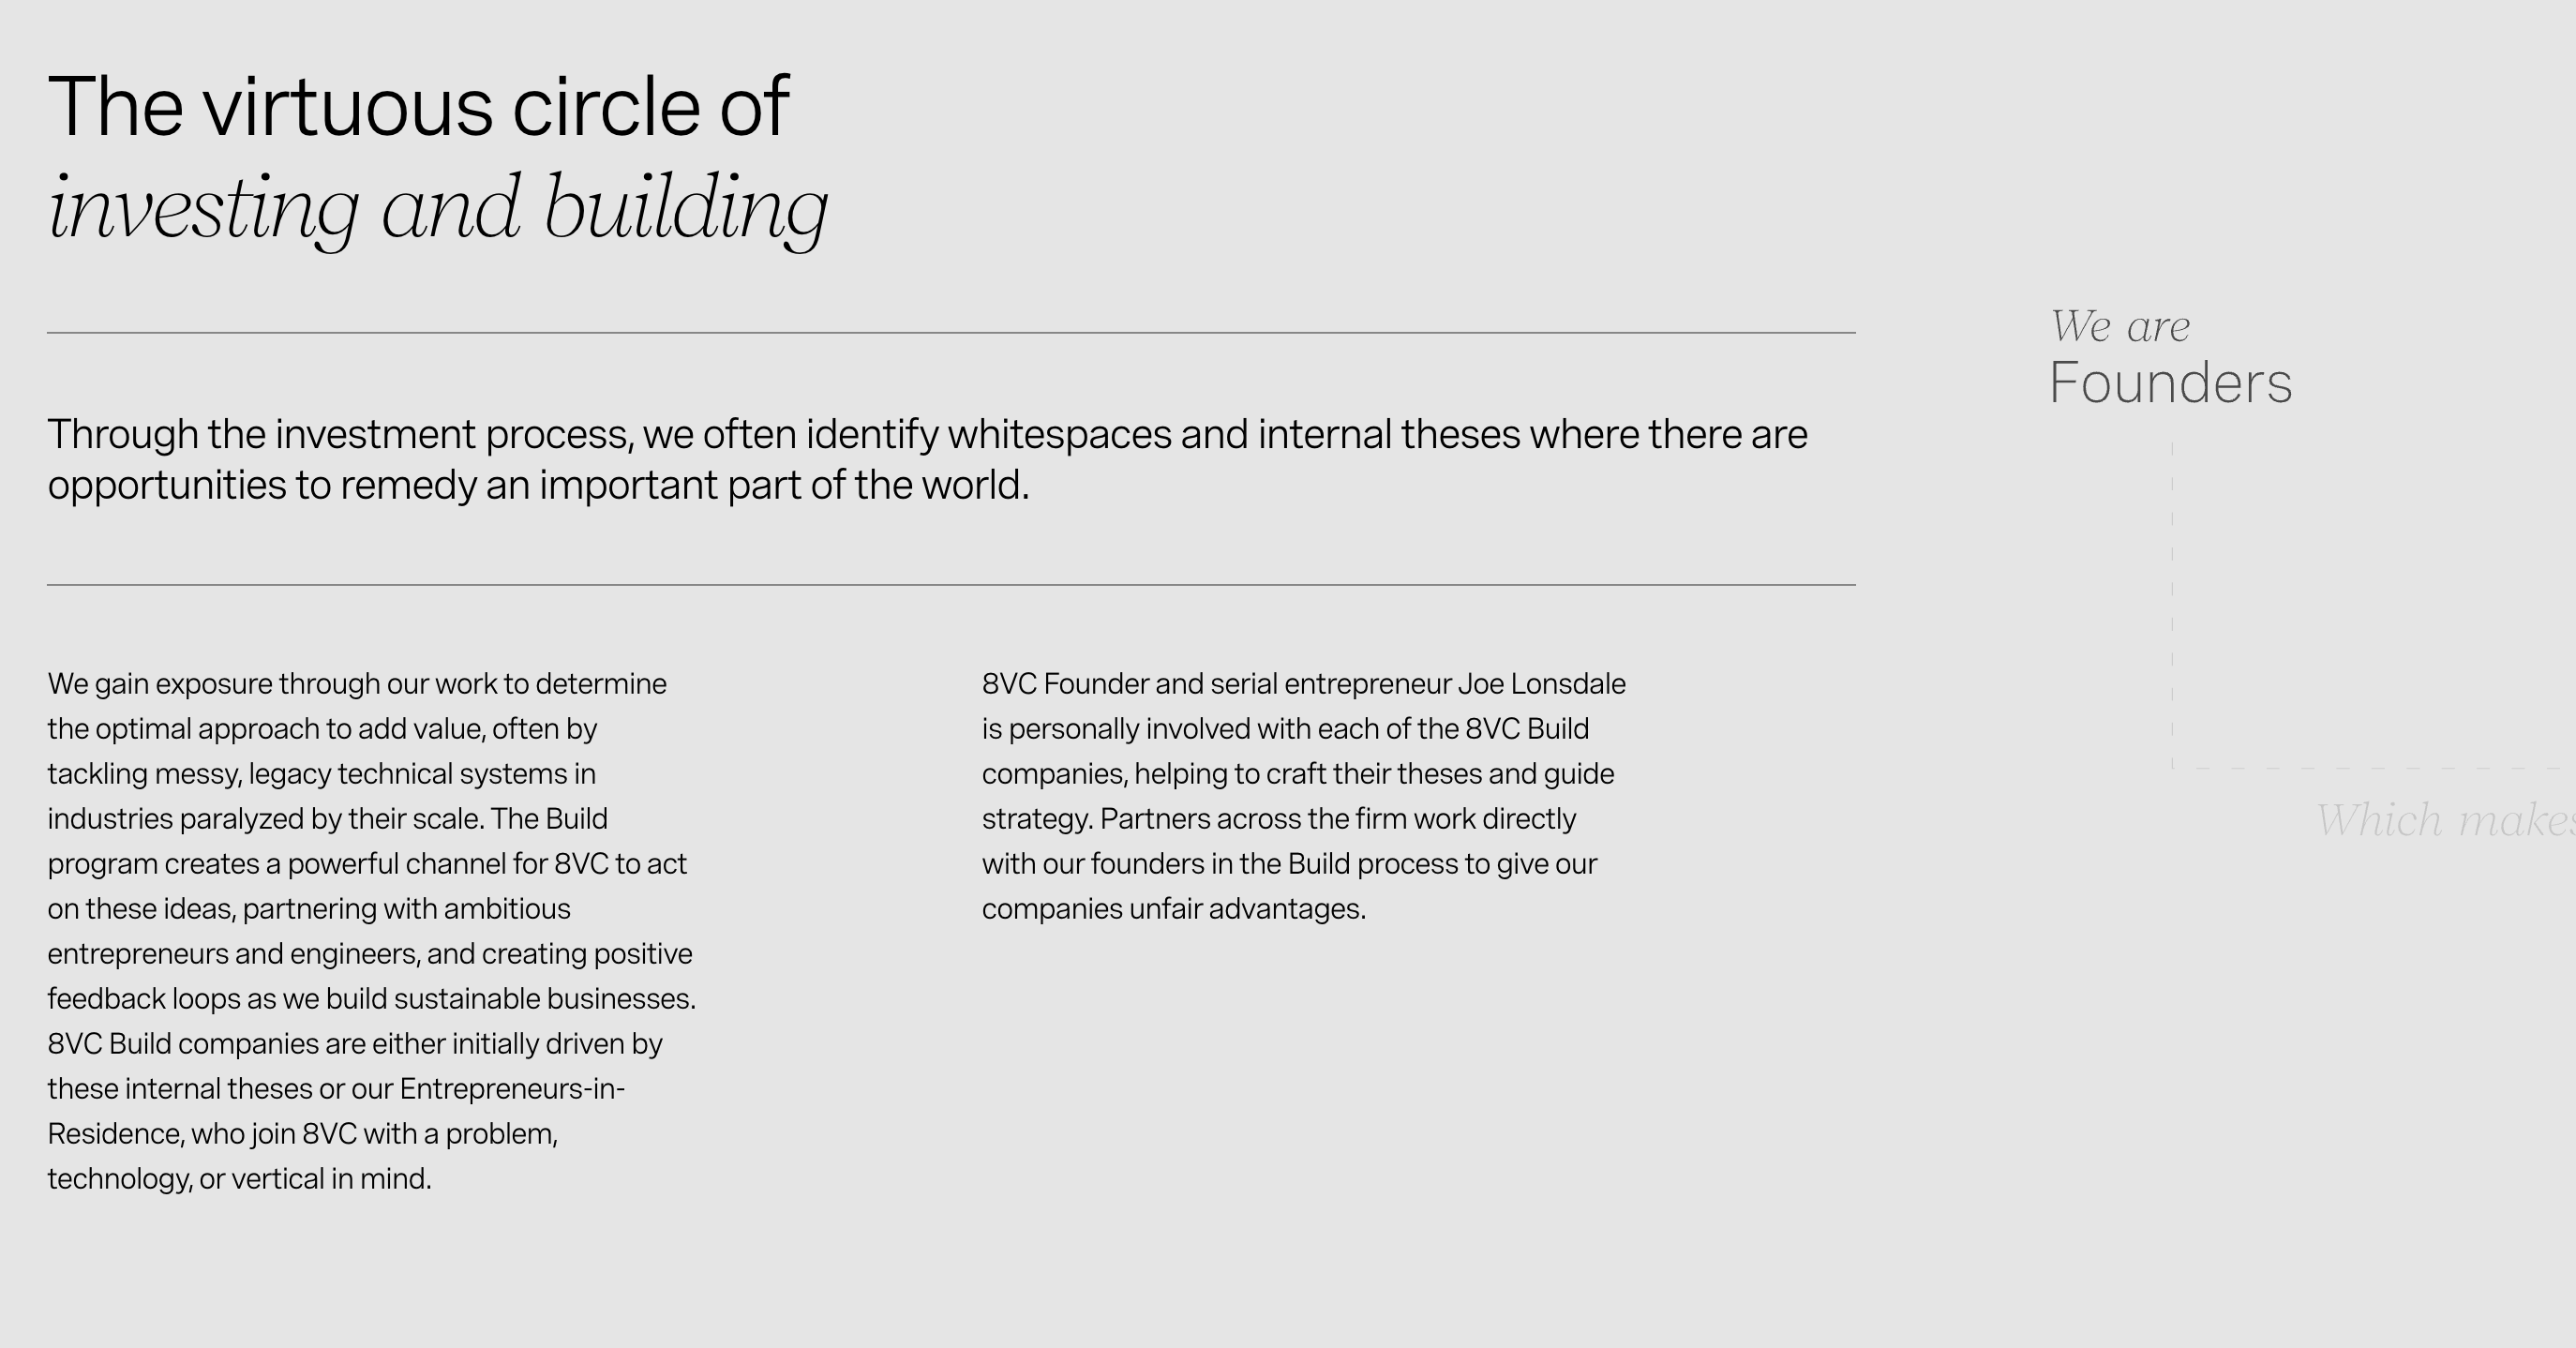 The virtuous circle of
investing and building
Through the investment process, we often identify whitespaces and internal theses where there are
opportunities to remedy an important part of the world.
We gain exposure through our work to determine
the optimal approach to add value, often by
tackling messy, legacy technical systems in
industries paralyzed by their scale. The Build
program creates a powerful channel for 8VC to act
on these ideas, partnering with ambitious
entrepreneurs and engineers, and creating positive
feedback loops as we build sustainable businesses.
8VC Build companies are either initially driven by
these internal theses or our Entrepreneurs-in-
Residence, who join 8VC with a problem,
technology, or vertical in mind.
8VC Founder and serial entrepreneur Joe Lonsdale
is personally involved with each of the 8VC Build
companies, helping to craft their theses and guide
strategy. Partners across the firm work directly
with our founders in the Build process to give our
companies unfair advantages.
We are
Founders
Which makes